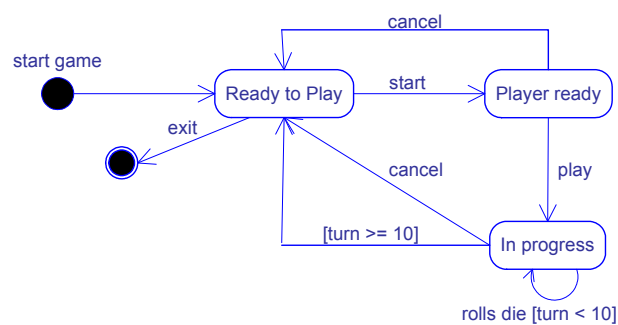 cancel
start game
Ready to Play
start
Player ready
exit
cancel
play
[turn >= 10]
In progress
rolls die [turn < 10]